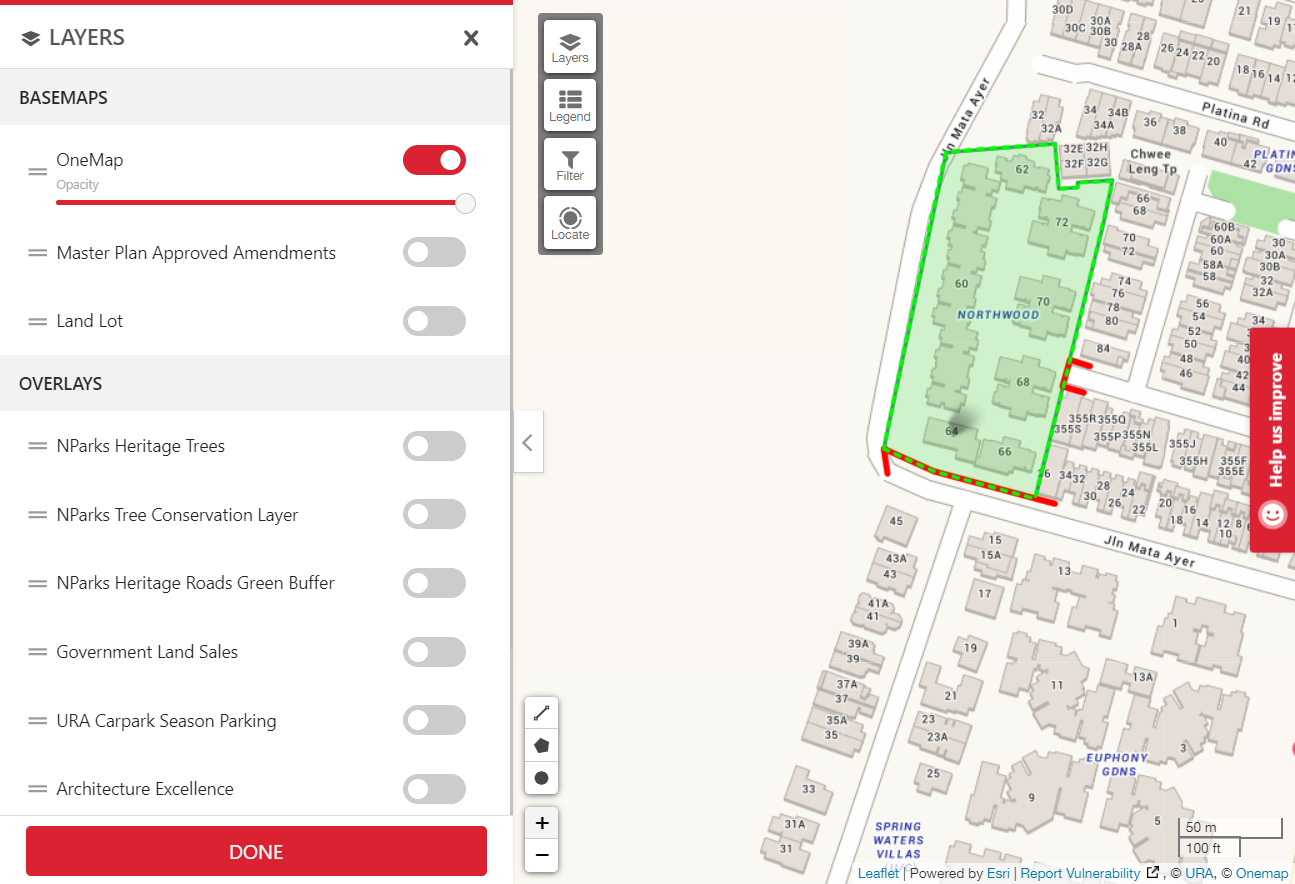 LAYERS
BASEMAPS
OneMap
Opacity
Master Plan Approved Amendments
Land Lot
OVERLAYS
NParks Heritage Trees
NParks Tree Conservation Layer
NParks Heritage Roads Green Buffer
Government Land Sales
URA Carpark Season Parking
Architecture Excellence
DONE
Layers
Legend
Filter
Locate
+
−
30D
30A
30C 30B
30
28
28A
26 24 22
20
21
19
18 16 14
Platina Rd
Jln Mata Ayer
32
32A
34 34B
34A
36
38
40
42
PLATIN
GDNS
32E 32H
32F 32G
Chwee
Leng Tp
62
66
68
72
70
72
60B
60A
60
58A
58
30
30A
30B
32
32A
60
70
NORTHWOOD
74
76
78
80
84
56
54
52
50
48
46
34
40
42
44
68
64
66
355R 355Q
355S
355P 355N
355L
355J
355H
355F
355E
34 32
30
28
26
24
22
20
18
16
14
12 8
10
Jln Mata Ayer
45
43A
43
41A
41
39A
39
37A
37
35A
35
33
31A
31
15
15A
17
13
1
19
21
11
13A
23
23A
25
3
EUPHONY
GDNS
9
5
SPRING
WATERS
VILLAS
Help us improve
50 m
100 ft
Leaflet | Powered by Esri | Report Vulnerability , © URA, © Onemap